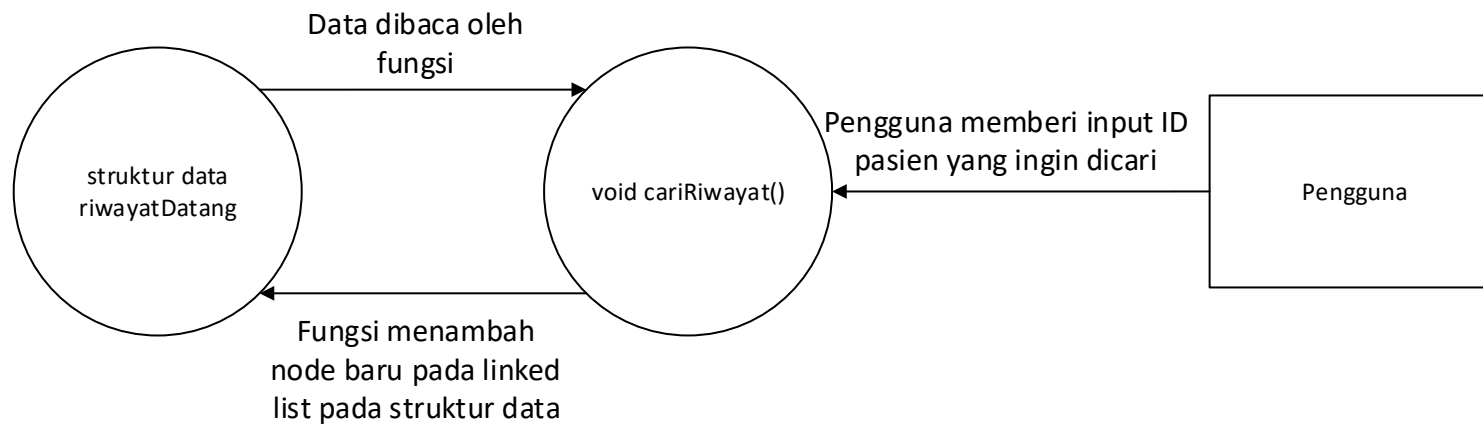 Data dibaca oleh
fungsi
struktur data
riwayatDatang
void cariRiwayat()
Pengguna memberi input ID
pasien yang ingin dicari
Pengguna
Fungsi menambah
node baru pada linked
list pada struktur data